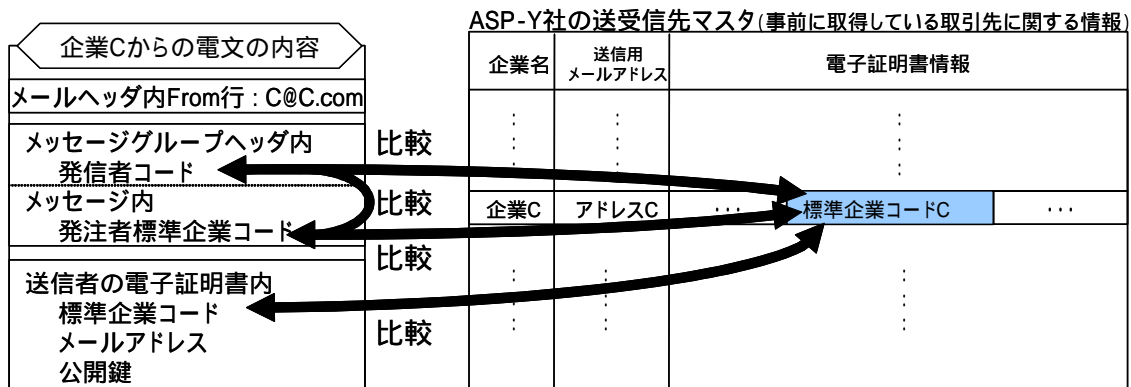 ASP-Y社の送受信先マスタ(事前に取得している取引先に関する情報)
企業Cからの電文の内容
メールヘッダ内From行:C@C.com
メッセージグループヘッダ内
発信者コード
メッセージ内
発注者標準企業コード
送信者の電子証明書内
標準企業コード
メールアドレス
公開鍵
比較
比較
比較
比較
企業名
送信用
メールアドレス
電子証明書情報
企業C
アドレスC
・・・
標準企業コードC
・・・